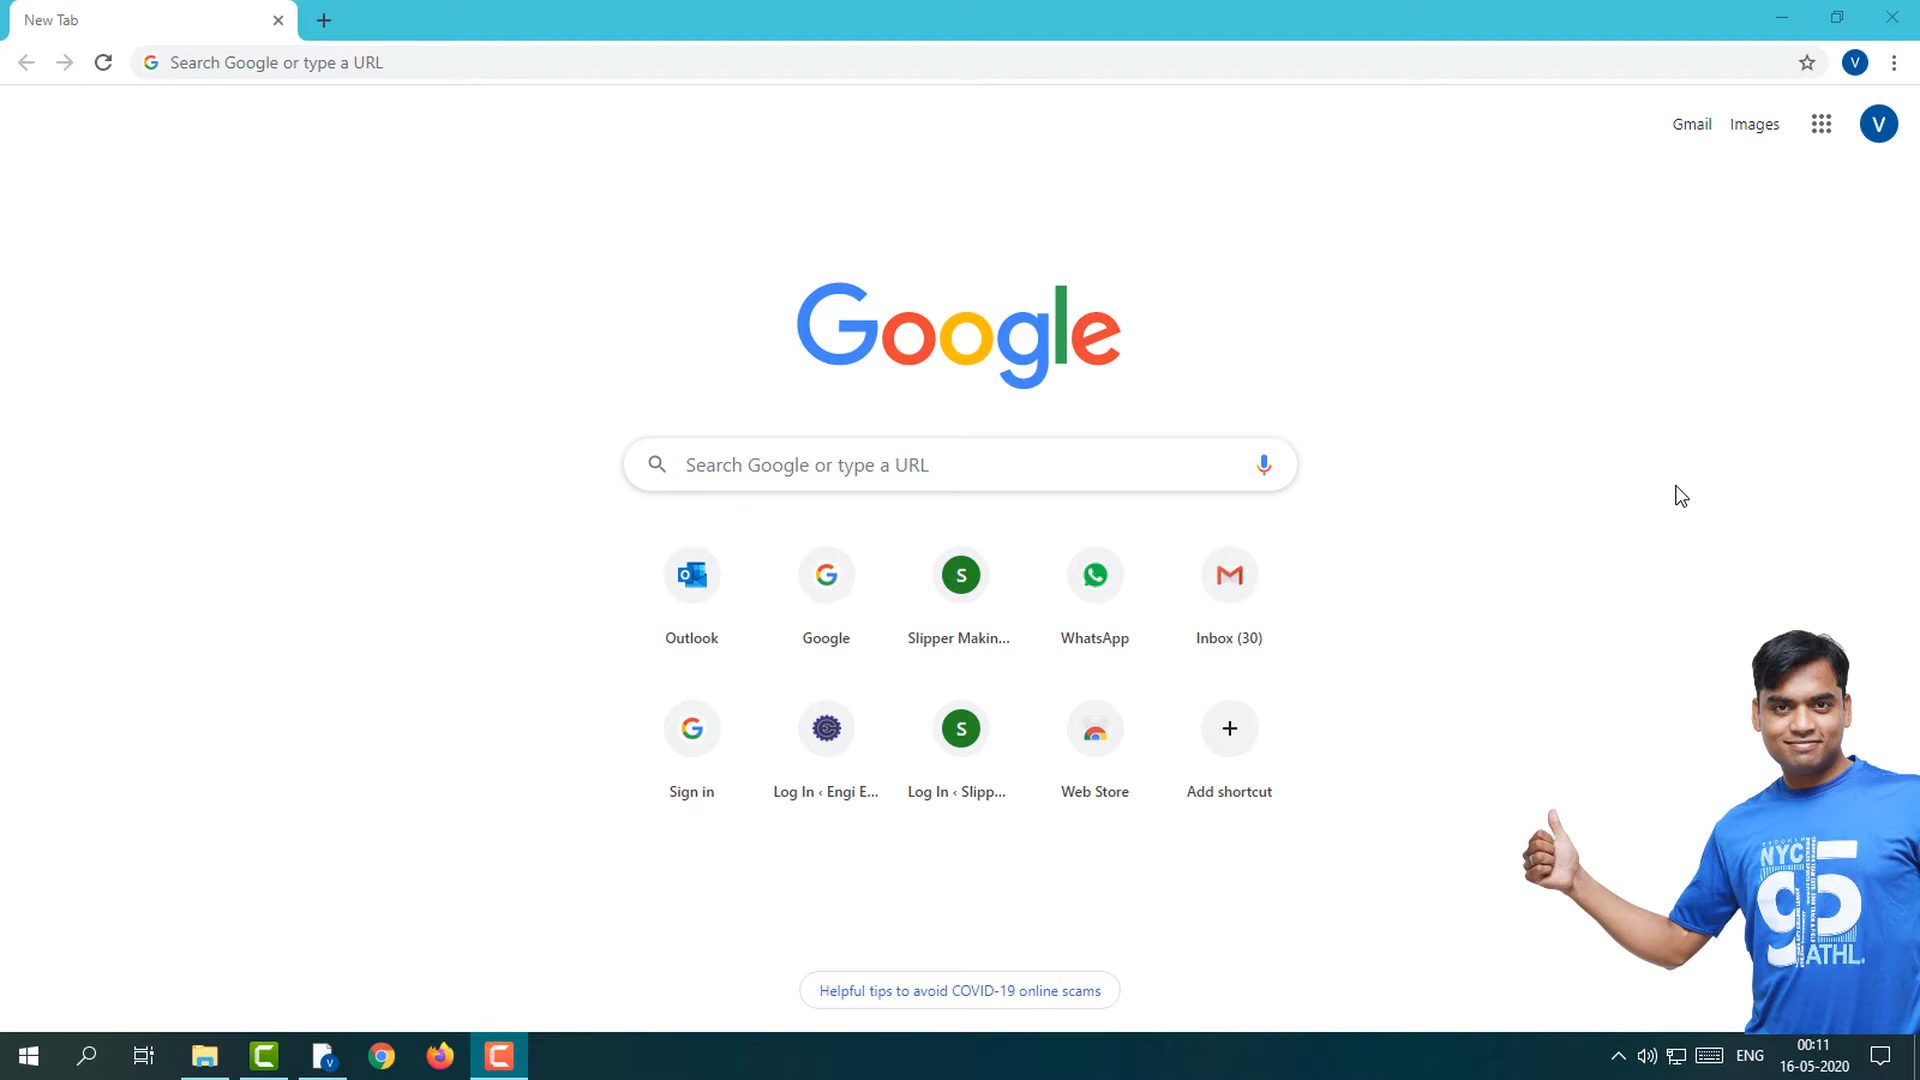 New Tab
Search Google or type a URL
V
Gmail
Images
V
Google
Search Google or type a URL
Outlook
Google
S
Slipper Makin...
WhatsApp
Inbox (30)
Sign in
Log In ‹ Engi E...
S
Log In ‹ Slipp...
Web Store
Add shortcut
NYC
95
ATHL.
Helpful tips to avoid COVID-19 online scams
V
ENG
00:11
16-05-2020